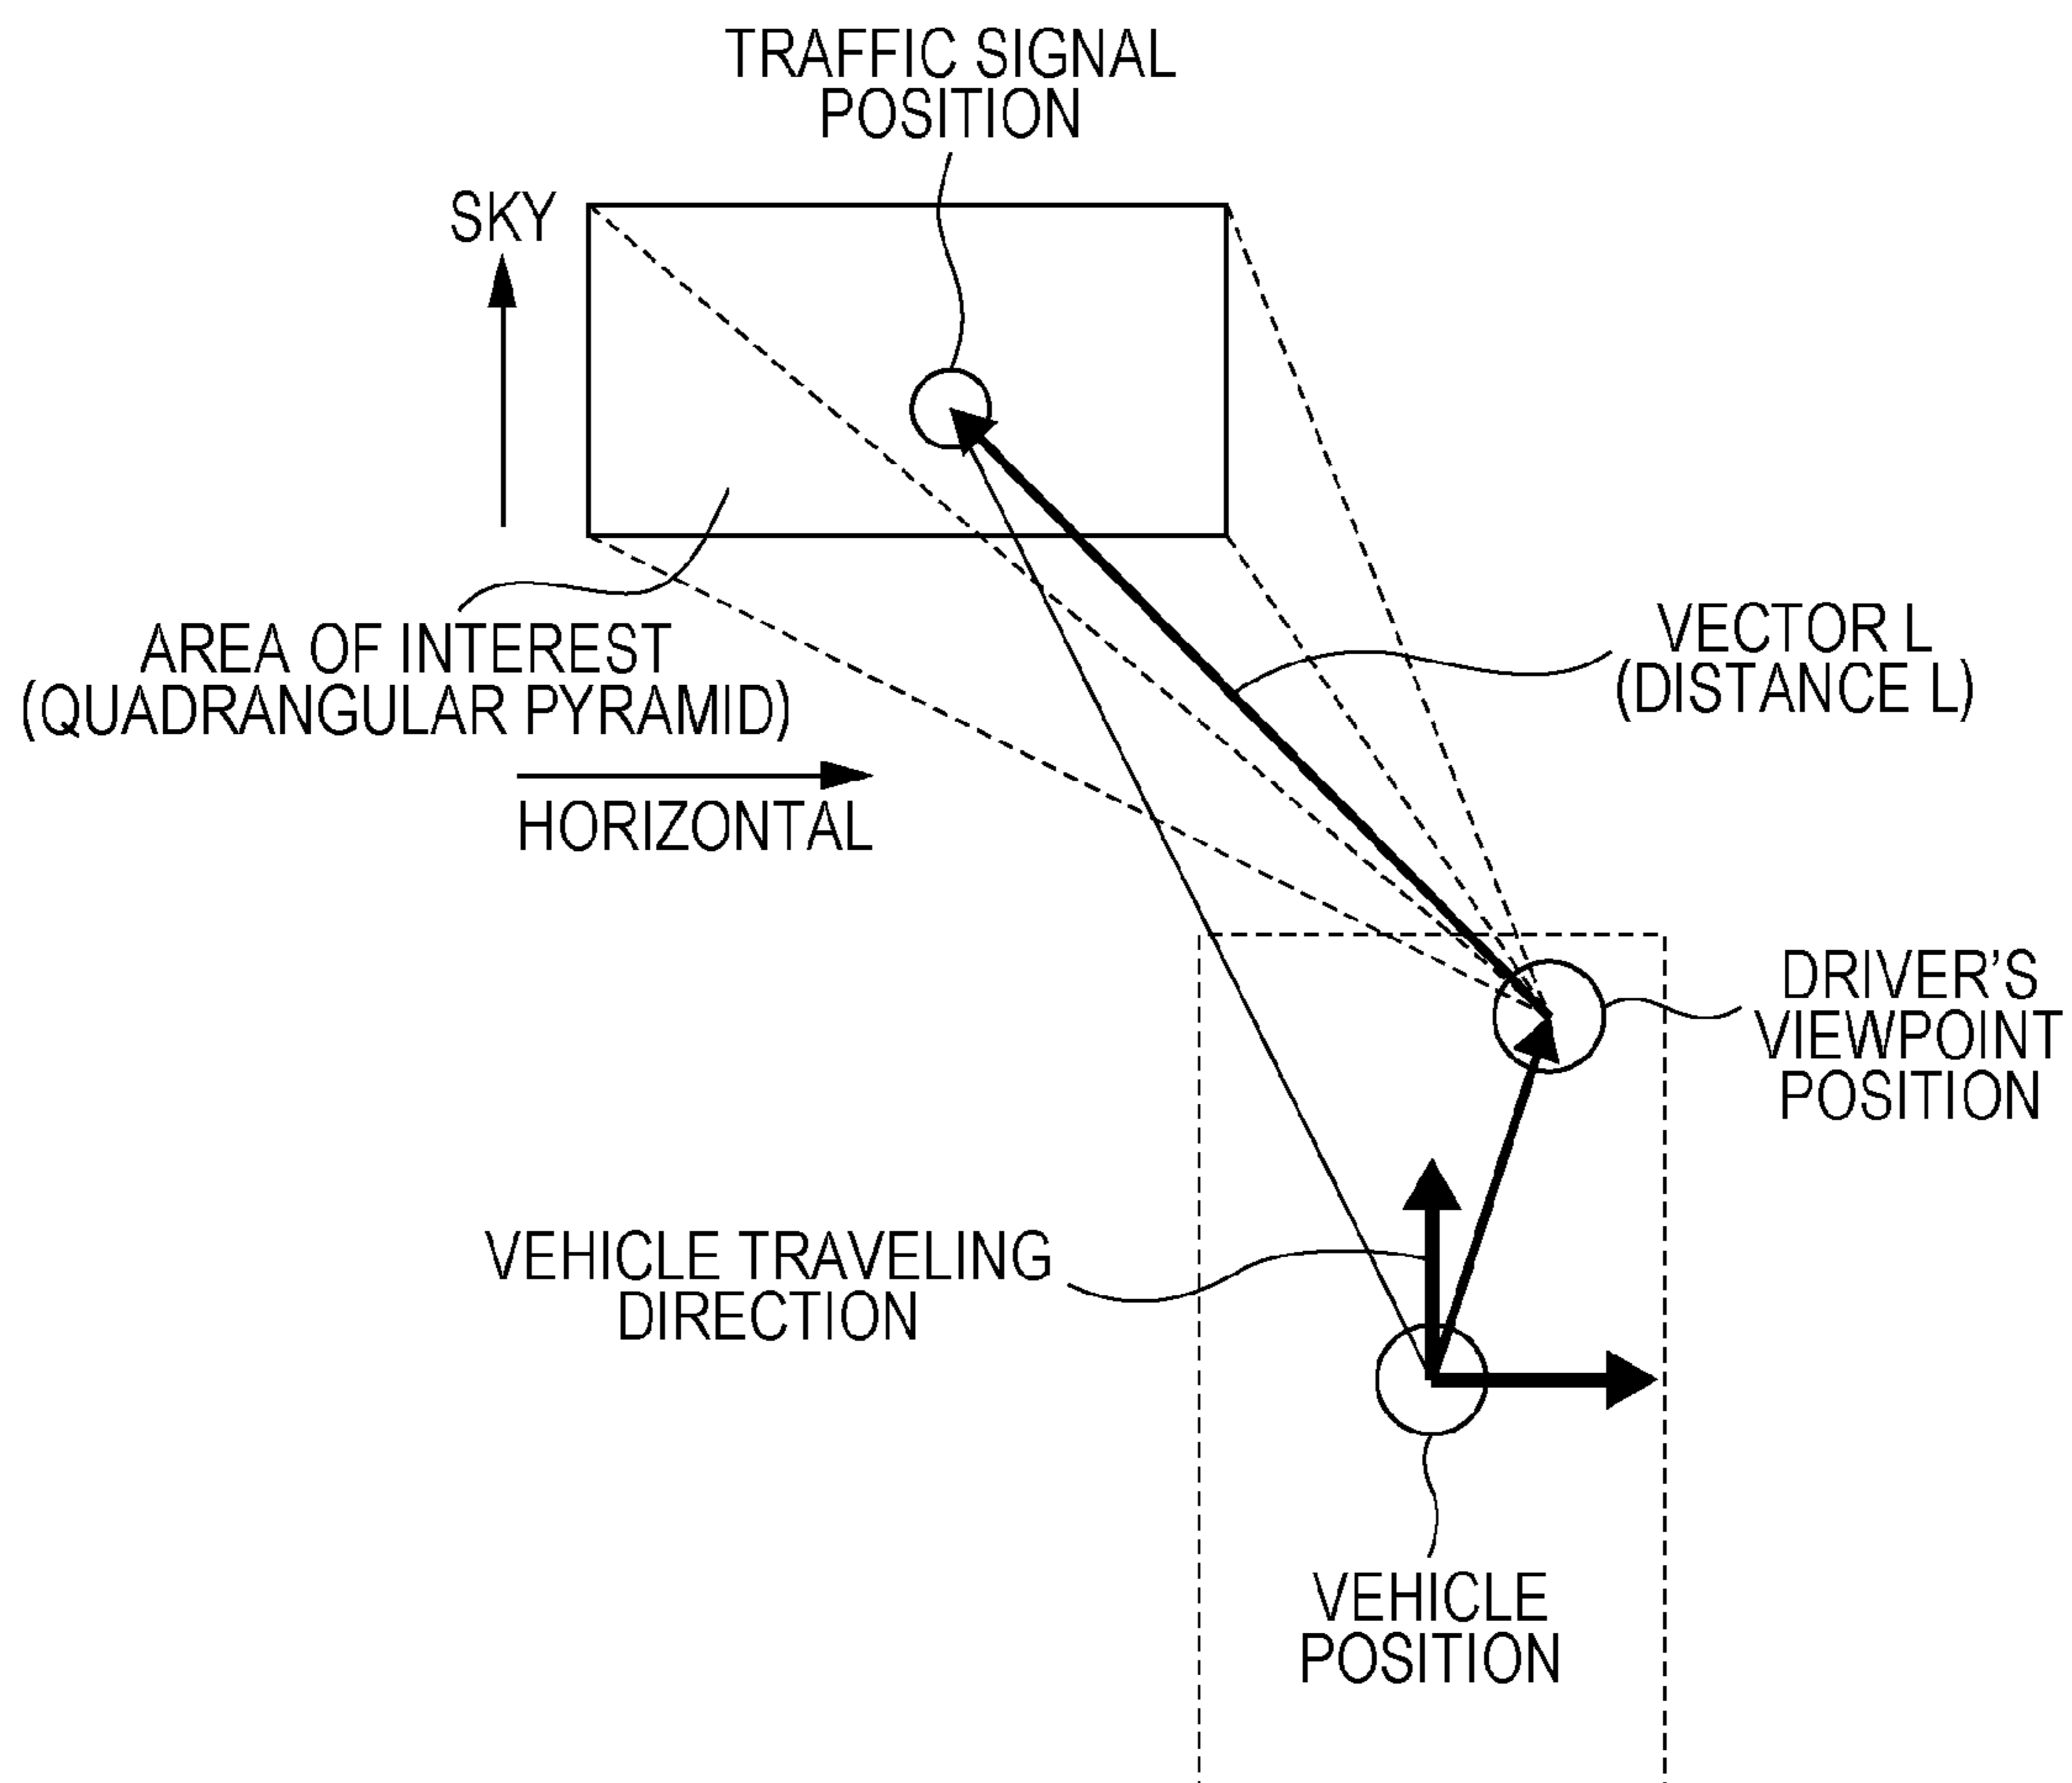 TRAFFIC SIGNAL
POSITION
SKY
AREA OF INTEREST
(QUADRANGULAR PYRAMID)
HORIZONTAL
VECTOR L
(DISTANCE L)
DRIVER'S
VIEWPOINT
POSITION
VEHICLE TRAVELING
DIRECTION
VEHICLE
POSITION